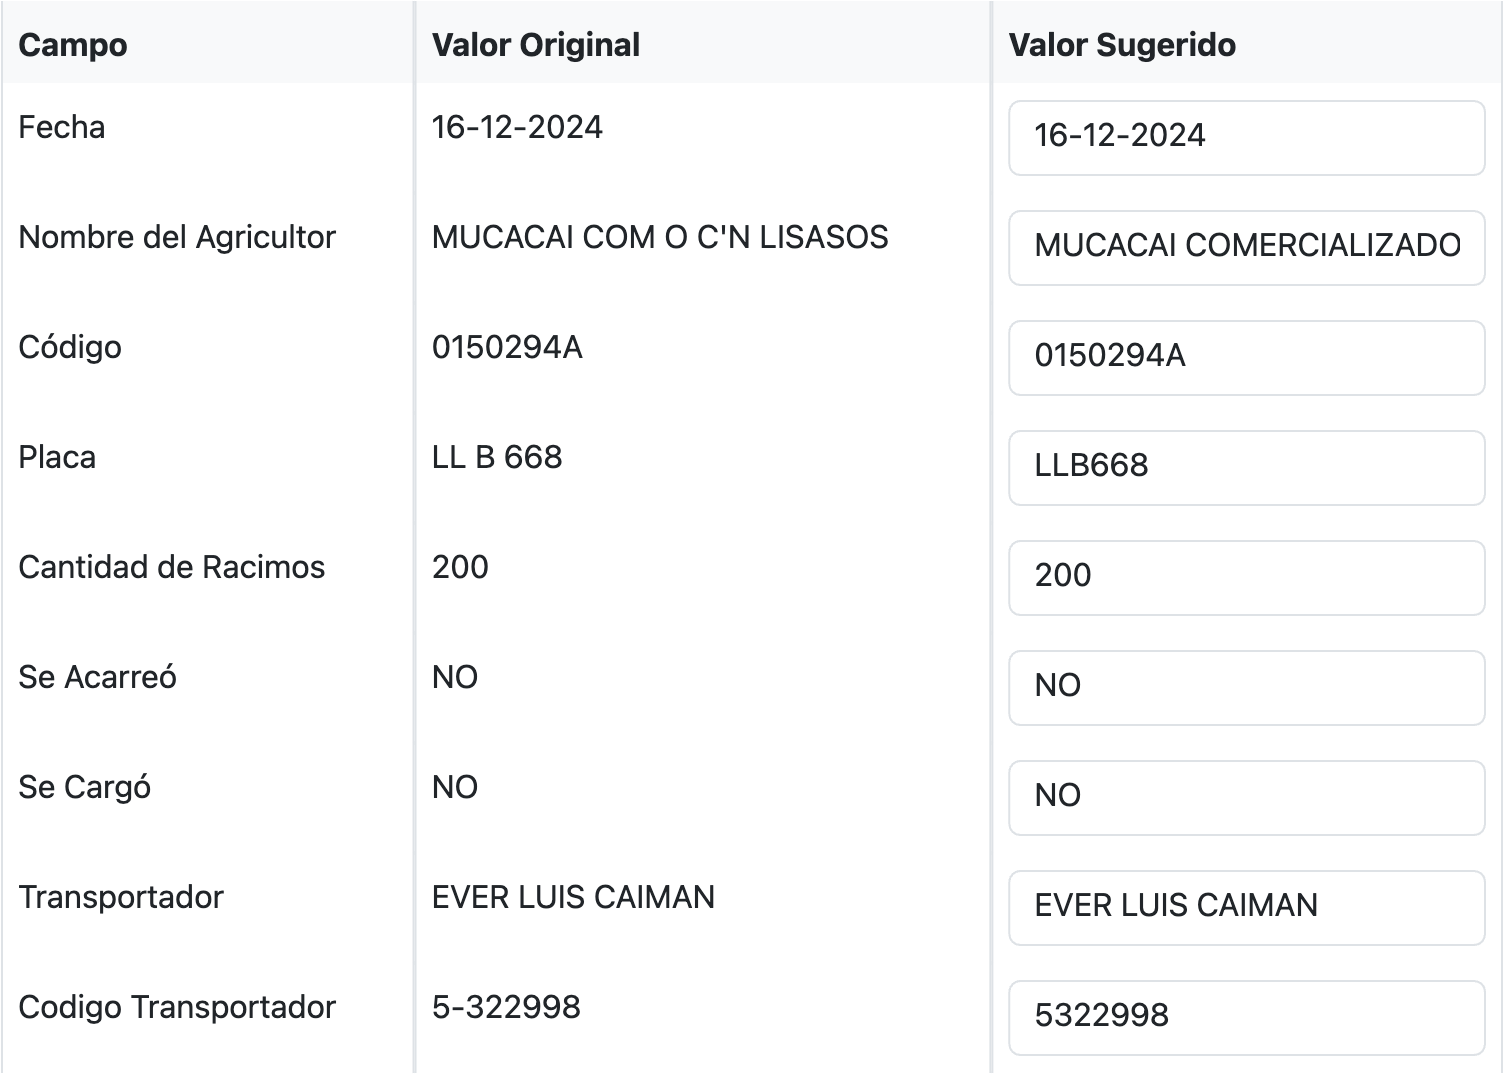 Campo Valor Original Valor Sugerido
Fecha 16-12-2024 16-12-2024
Nombre del Agricultor MUCACAI COM O C'N LISASOS MUCACAI COMERCIALIZADO
Código 0150294A 0150294A
Placa LL B 668 LLB668
Cantidad de Racimos 200 200
Se Acarreó NO NO
Se Cargó NO NO
Transportador EVER LUIS CAIMAN EVER LUIS CAIMAN
Codigo Transportador 5-322998 5322998